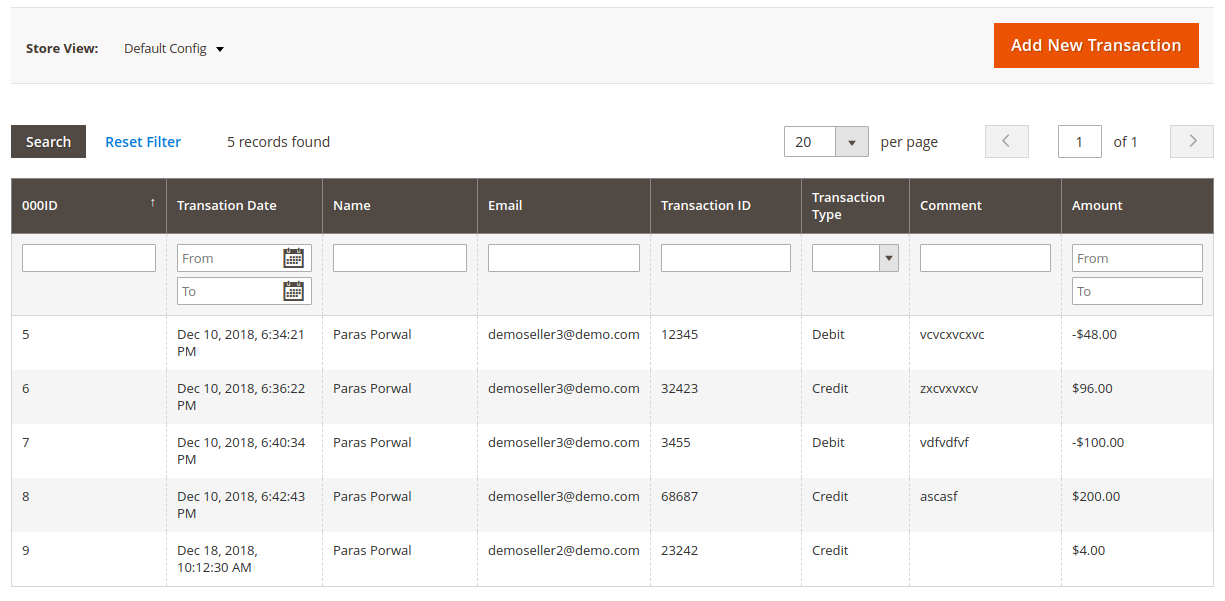 Store View: Default Config
Add New Transaction
Search Reset Filter 5 records found 20 per page 1 of 1
000ID ↑ Transation Date Name Email Transaction ID Transaction Type Comment Amount
From From
To To
5 Dec 10, 2018, 6:34:21 PM Paras Porwal demoseller3@demo.com 12345 Debit vcvcxvcxvc -$48.00
6 Dec 10, 2018, 6:36:22 PM Paras Porwal demoseller3@demo.com 32423 Credit zxcvxvxcv $96.00
7 Dec 10, 2018, 6:40:34 PM Paras Porwal demoseller3@demo.com 3455 Debit vdfvdfvf -$100.00
8 Dec 10, 2018, 6:42:43 PM Paras Porwal demoseller3@demo.com 68687 Credit ascasf $200.00
9 Dec 18, 2018, 10:12:30 AM Paras Porwal demoseller2@demo.com 23242 Credit $4.00